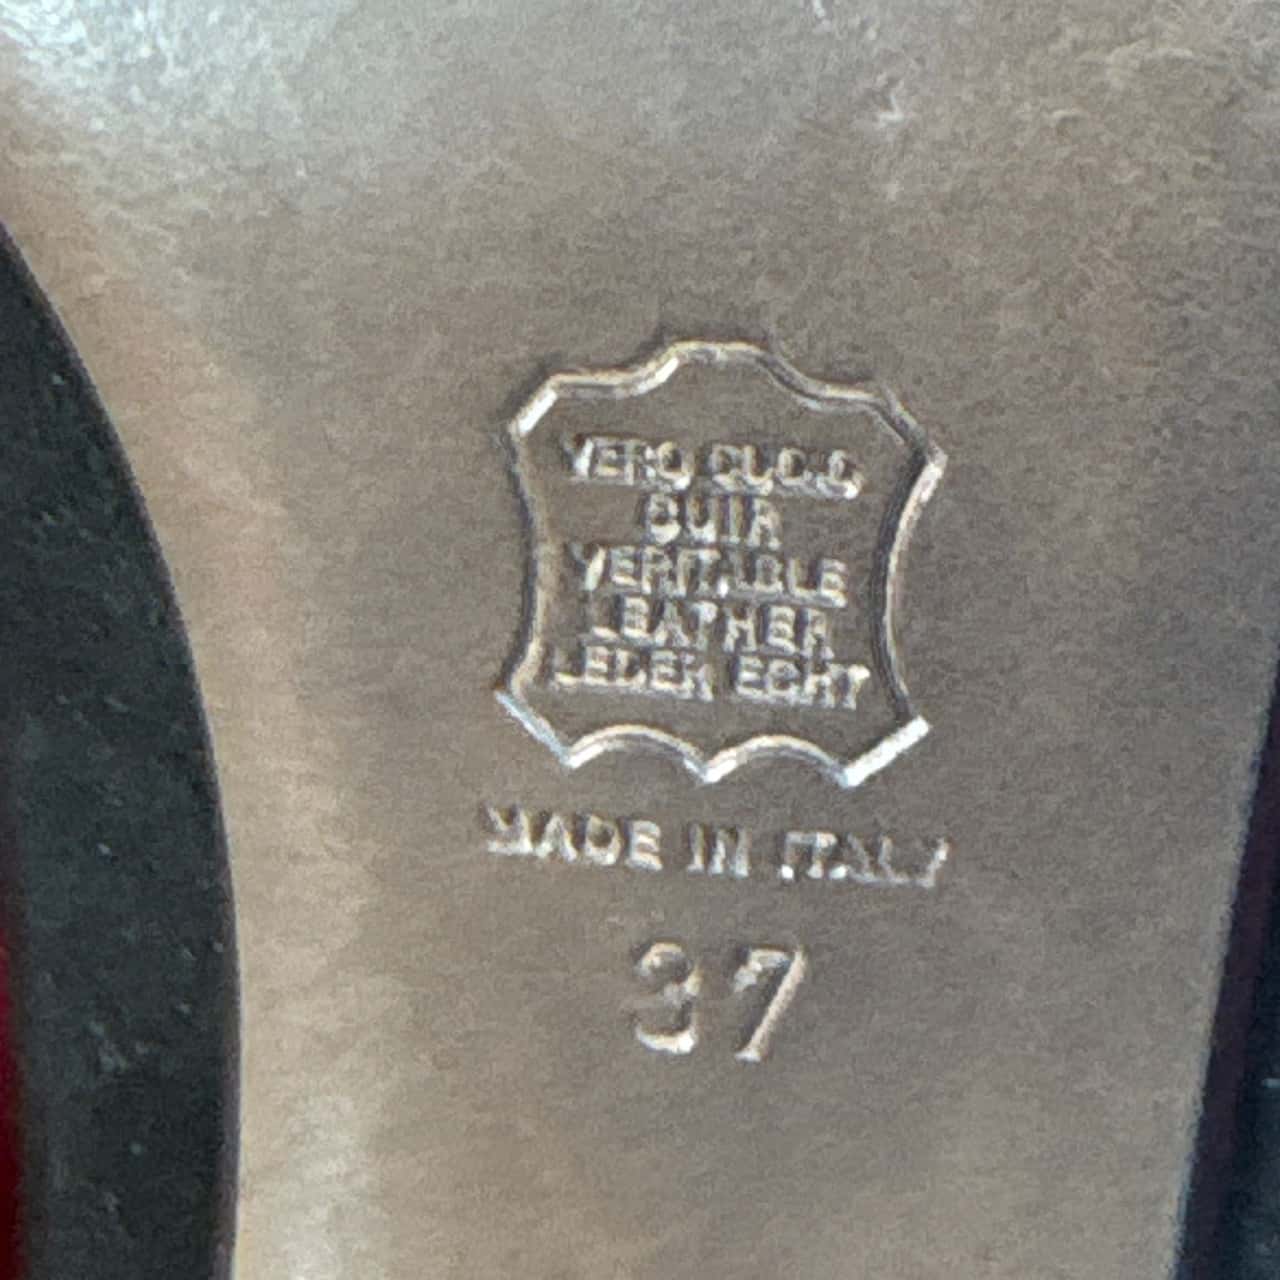 VERO CUOIO
CUIR
VERITABLE
LEATHER
LEDER ECHT
MADE IN ITALY
37